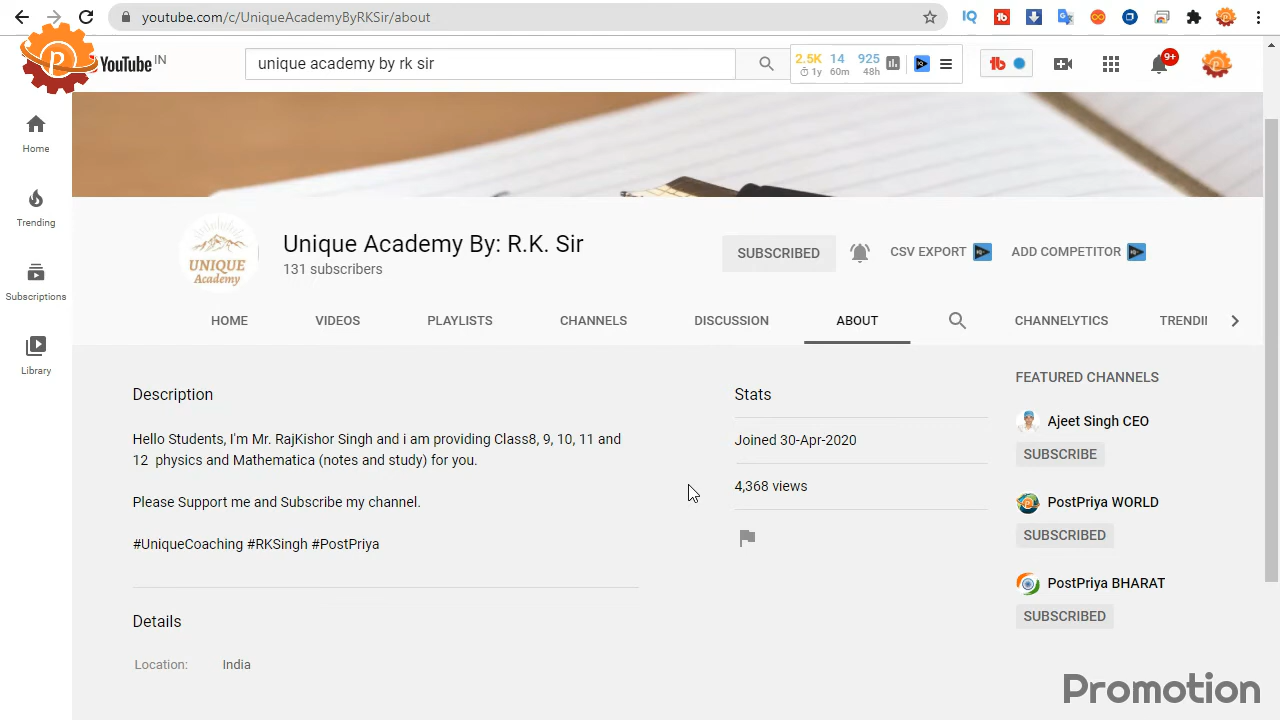 youtube.com/c/UniqueAcademyByRKSir/about
YouTube IN
unique academy by rk sir
2.5K 14 925
1y 60m 48h
9+
Home
Trending
Subscriptions
Library
UNIQUE
Academy
Unique Academy By: R.K. Sir
131 subscribers
SUBSCRIBED
CSV EXPORT
ADD COMPETITOR
HOME VIDEOS PLAYLISTS CHANNELS DISCUSSION ABOUT CHANNELYTICS TRENDII
Description
Hello Students, I'm Mr. RajKishor Singh and i am providing Class8, 9, 10, 11 and
12 physics and Mathematica (notes and study) for you.
Please Support me and Subscribe my channel.
#UniqueCoaching #RKSingh #PostPriya
Details
Location: India
Stats
Joined 30-Apr-2020
4,368 views
FEATURED CHANNELS
Ajeet Singh CEO
SUBSCRIBE
PostPriya WORLD
SUBSCRIBED
PostPriya BHARAT
SUBSCRIBED
Promotion